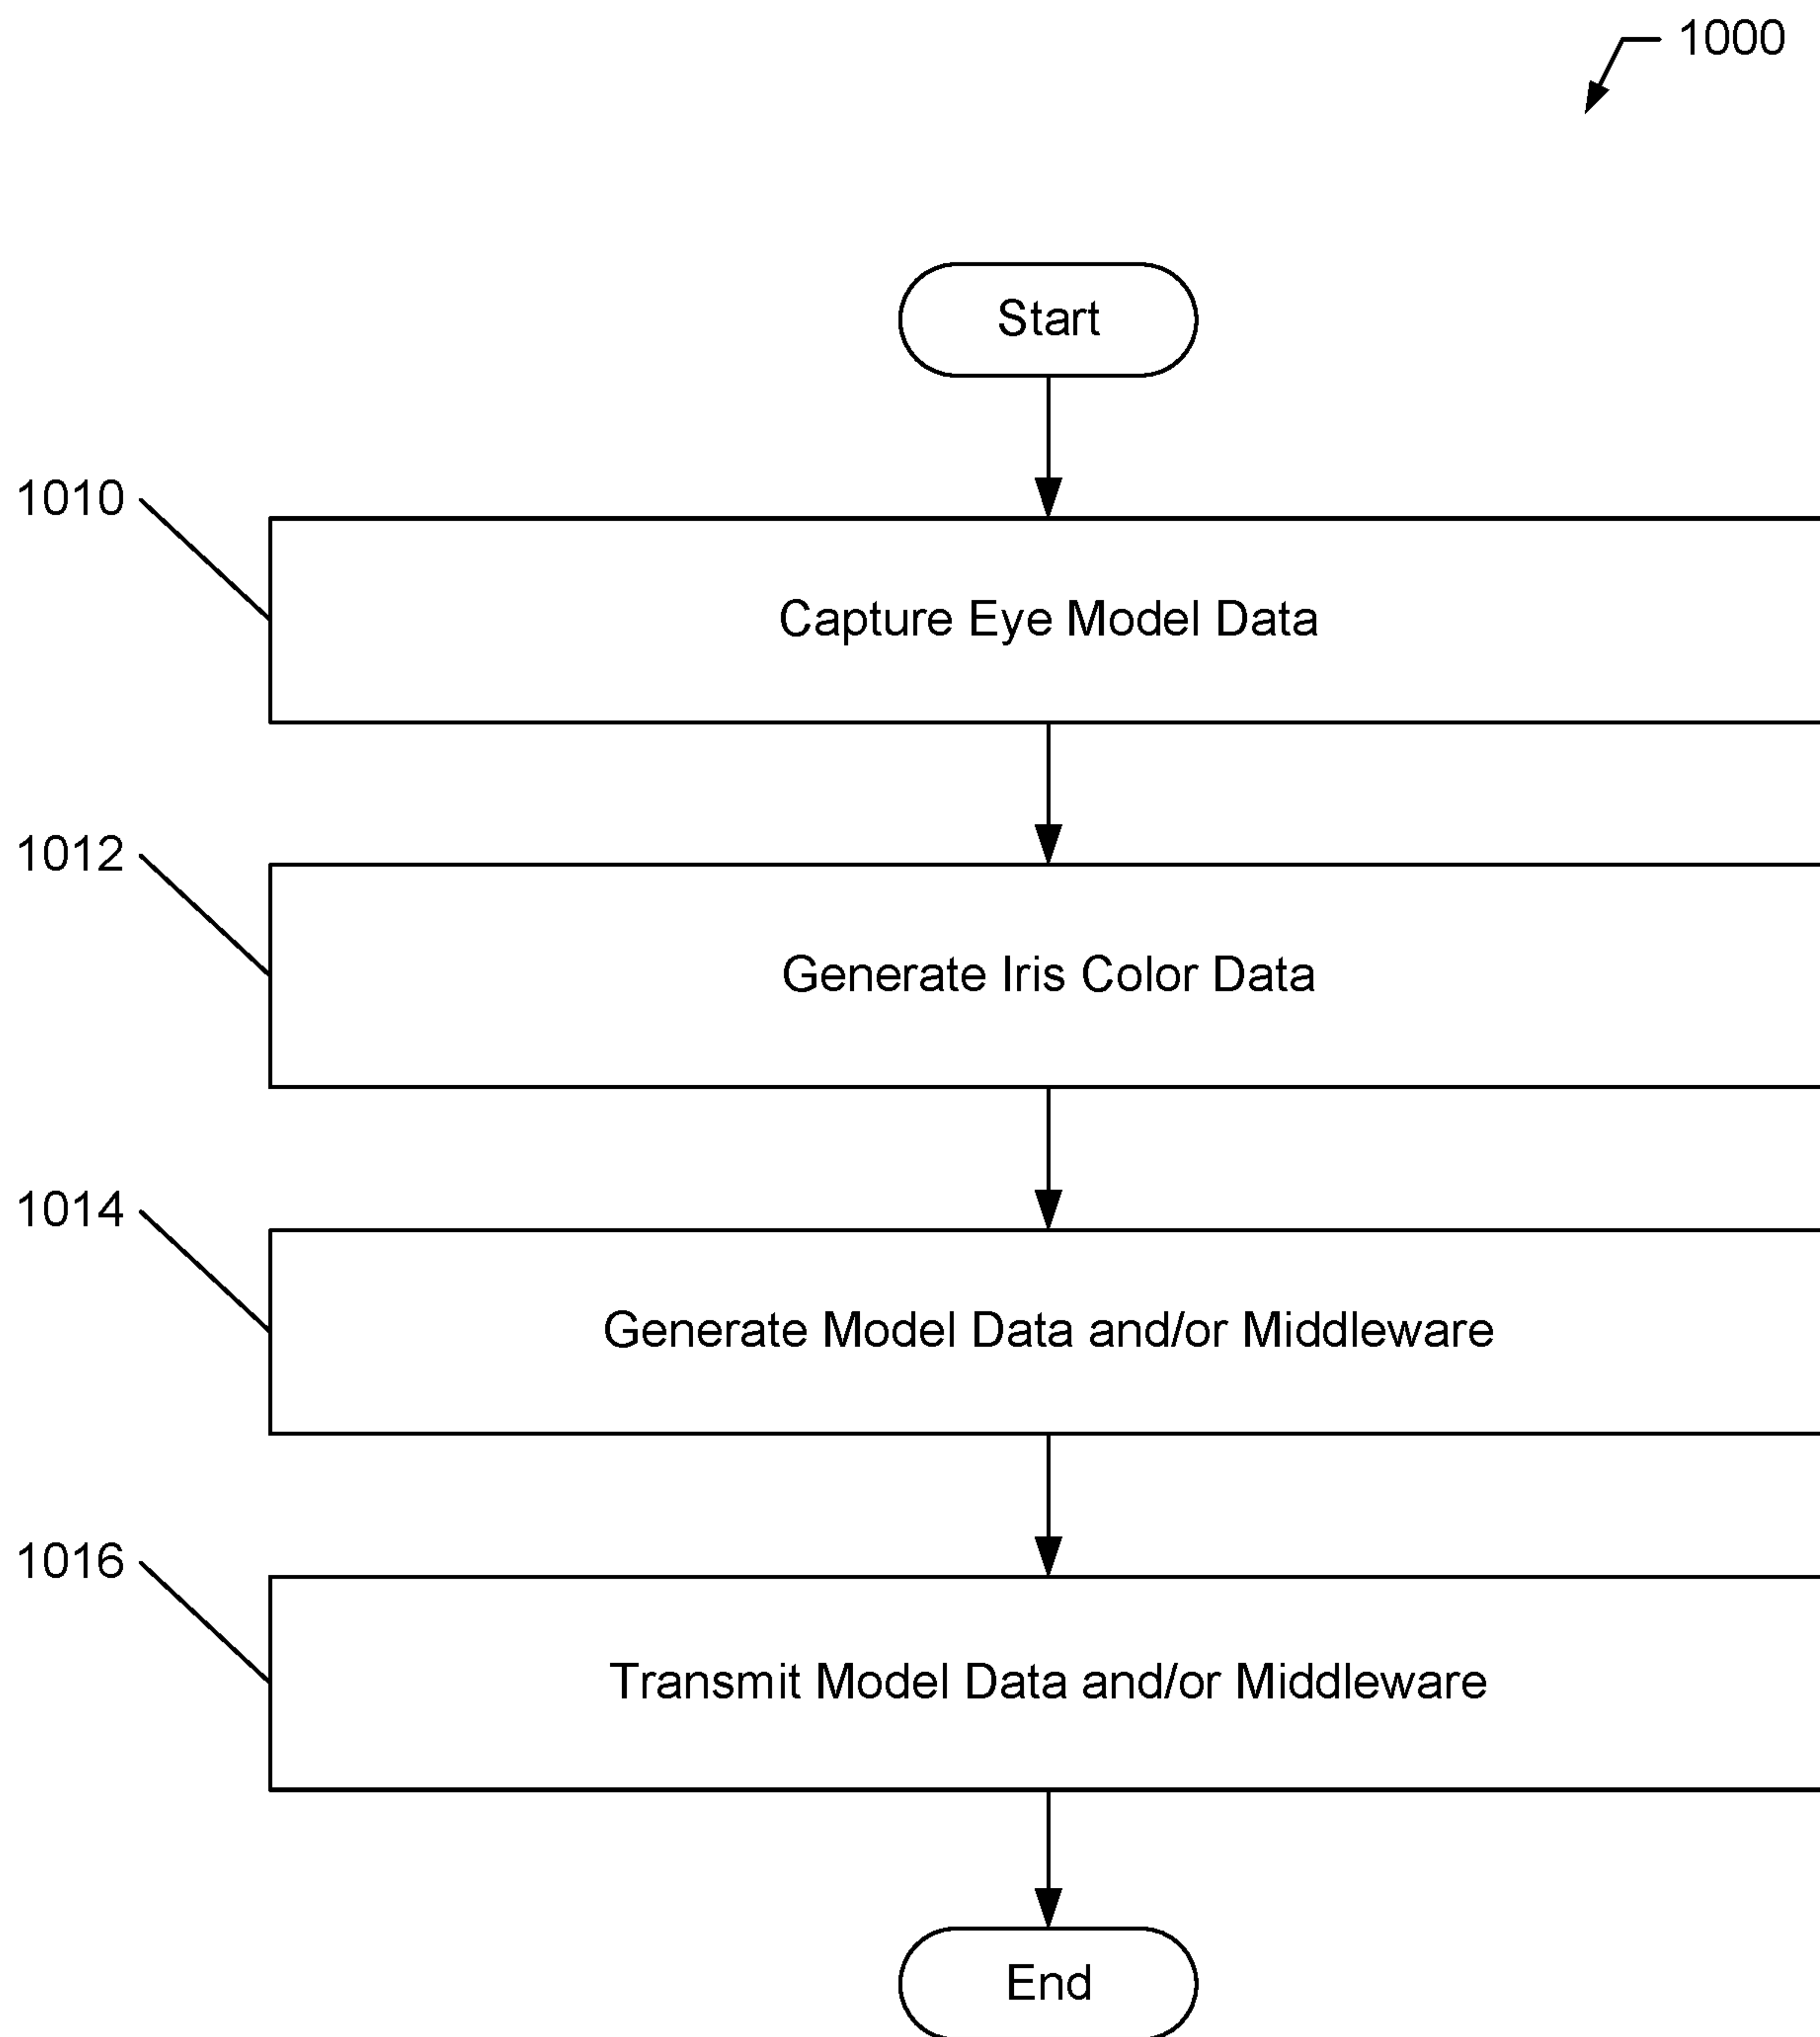 1000
Start
1010
Capture Eye Model Data
1012
Generate Iris Color Data
1014
Generate Model Data and/or Middleware
1016
Transmit Model Data and/or Middleware
End